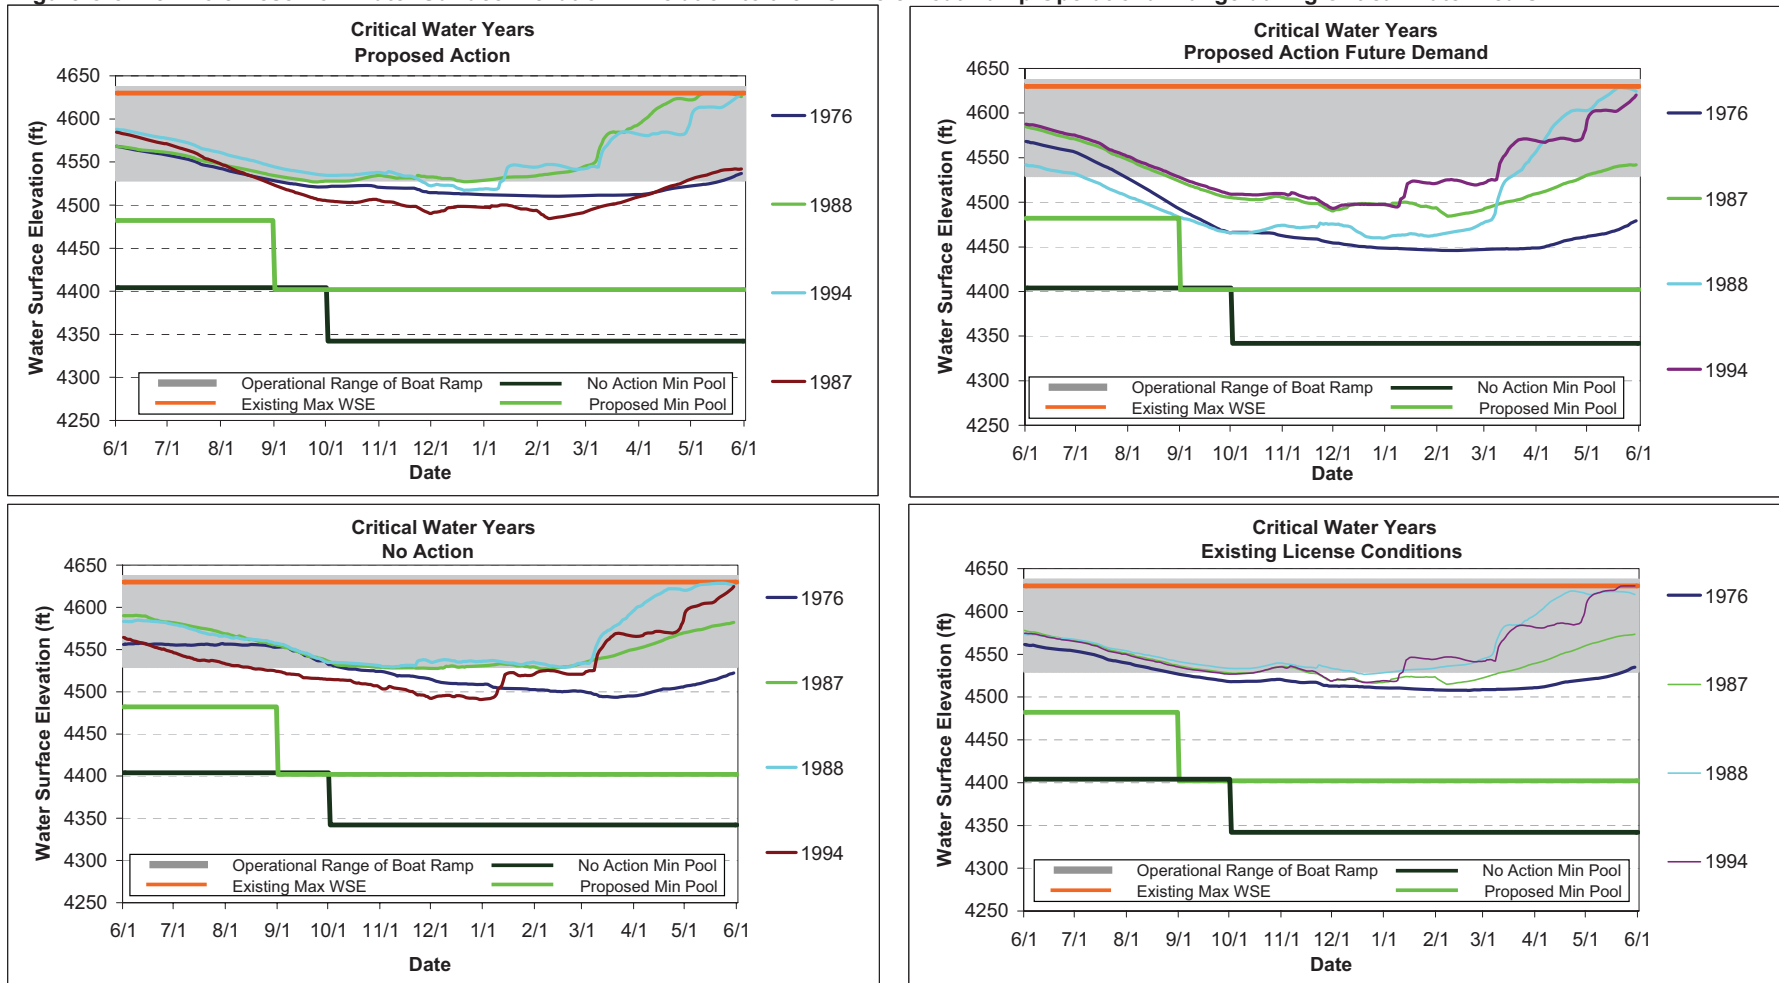 Critical Water Years
Proposed Action
Water Surface Elevation (ft)
4650
4600
4550
4500
4450
4400
4350
4300
4250
Operational Range of Boat Ramp
No Action Min Pool
Existing Max WSE
Proposed Min Pool
6/1 7/1 8/1 9/1 10/1 11/1 12/1 1/1 2/1 3/1 4/1 5/1 6/1
Date
1976
1988
1994
1987
Critical Water Years
Proposed Action Future Demand
Water Surface Elevation (ft)
4650
4600
4550
4500
4450
4400
4350
4300
4250
Operational Range of Boat Ramp
No Action Min Pool
Existing Max WSE
Proposed Min Pool
6/1 7/1 8/1 9/1 10/1 11/1 12/1 1/1 2/1 3/1 4/1 5/1 6/1
Date
1976
1987
1988
1994
Critical Water Years
No Action
Water Surface Elevation (ft)
4650
4600
4550
4500
4450
4400
4350
4300
4250
Operational Range of Boat Ramp
No Action Min Pool
Existing Max WSE
Proposed Min Pool
6/1 7/1 8/1 9/1 10/1 11/1 12/1 1/1 2/1 3/1 4/1 5/1 6/1
Date
1976
1987
1988
1994
Critical Water Years
Existing License Conditions
Water Surface Elevation (ft)
4650
4600
4550
4500
4450
4400
4350
4300
4250
Operational Range of Boat Ramp
No Action Min Pool
Existing Max WSE
Proposed Min Pool
6/1 7/1 8/1 9/1 10/1 11/1 12/1 1/1 2/1 3/1 4/1 5/1 6/1
Date
1976
1987
1988
1994